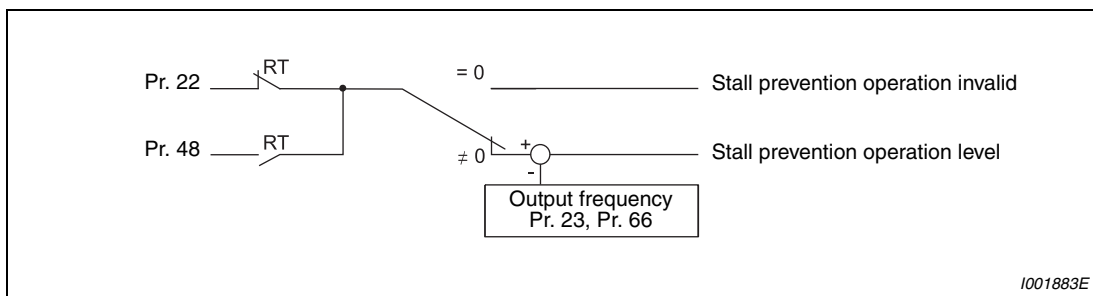 Pr. 22
RT
= 0
Stall prevention operation invalid
Pr. 48
RT
≠ 0
+
-
Stall prevention operation level
Output frequency
Pr. 23, Pr. 66
I001883E